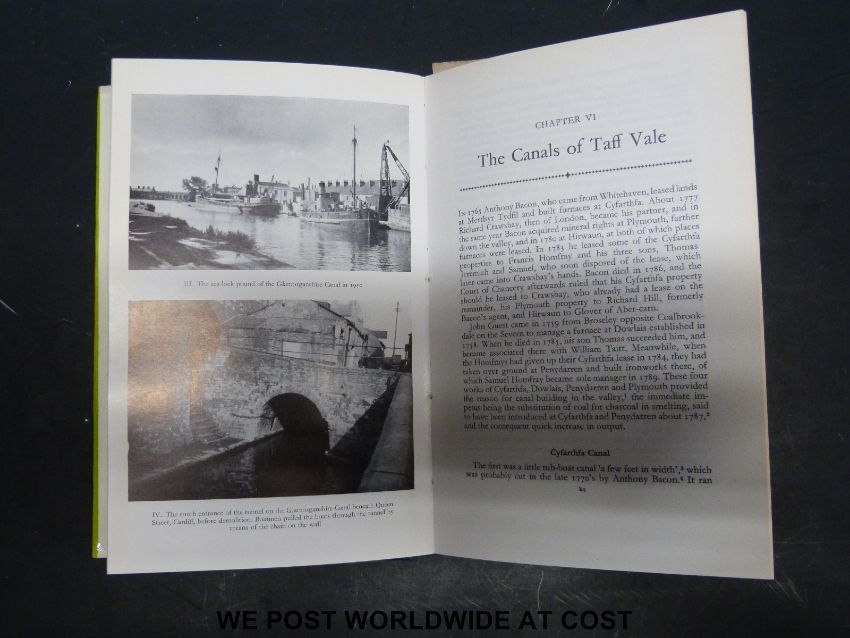 III. The sea-lock pound of the Glamorganshire Canal in 1950
IV. The south entrance of the tunnel on the Glamorganshire Canal beneath Queen
Street, Cardiff, before demolition. Boatmen pulled the boats through the tunnel by
means of the chain on the wall
CHAPTER VI
The Canals of Taff Vale
In 1765 Anthony Bacon, who came from Whitehaven, leased lands
at Merthyr Tydfil and built furnaces at Cyfarthfa. About 1777
Richard Crawshay, then of London, became his partner, and in
the same year Bacon acquired mineral rights at Plymouth, farther
down the valley, and in 1780 at Hirwaun, at both of which places
furnaces were leased. In 1783 he leased some of the Cyfarthfa
properties to Francis Homfray and his three sons, Thomas
Jeremiah and Samuel, who soon disposed of the lease, which
later came into Crawshay's hands. Bacon died in 1786, and the
Court of Chancery afterwards ruled that his Cyfarthfa property
should be leased to Crawshay, who already had a lease on the
remainder, his Plymouth property to Richard Hill, formerly
Bacon's agent, and Hirwaun to Glover of Aber-carn.
John Guest came in 1759 from Broseley opposite Coalbrook-
dale on the Severn to manage a furnace at Dowlais established in
1758. When he died in 1785, his son Thomas succeeded him, and
became associated there with William Taitt. Meanwhile, when
the Homfrays had given up their Cyfarthfa lease in 1784, they had
taken over ground at Penydarren and built ironworks there, of
which Samuel Homfray became sole manager in 1789. These four
works of Cyfarthfa, Dowlais, Penydarren and Plymouth provided
the reason for canal-building in the valley,¹ the immediate im-
petus being the substitution of coal for charcoal in smelting, said
to have been introduced at Cyfarthfa and Penydarren about 1787,²
and the consequent quick increase in output.
Cyfarthfa Canal
The first was a little tub-boat canal 'a few feet in width',³ which
was probably cut in the late 1770's by Anthony Bacon.⁴ It ran
WE POST WORLDWIDE AT COST